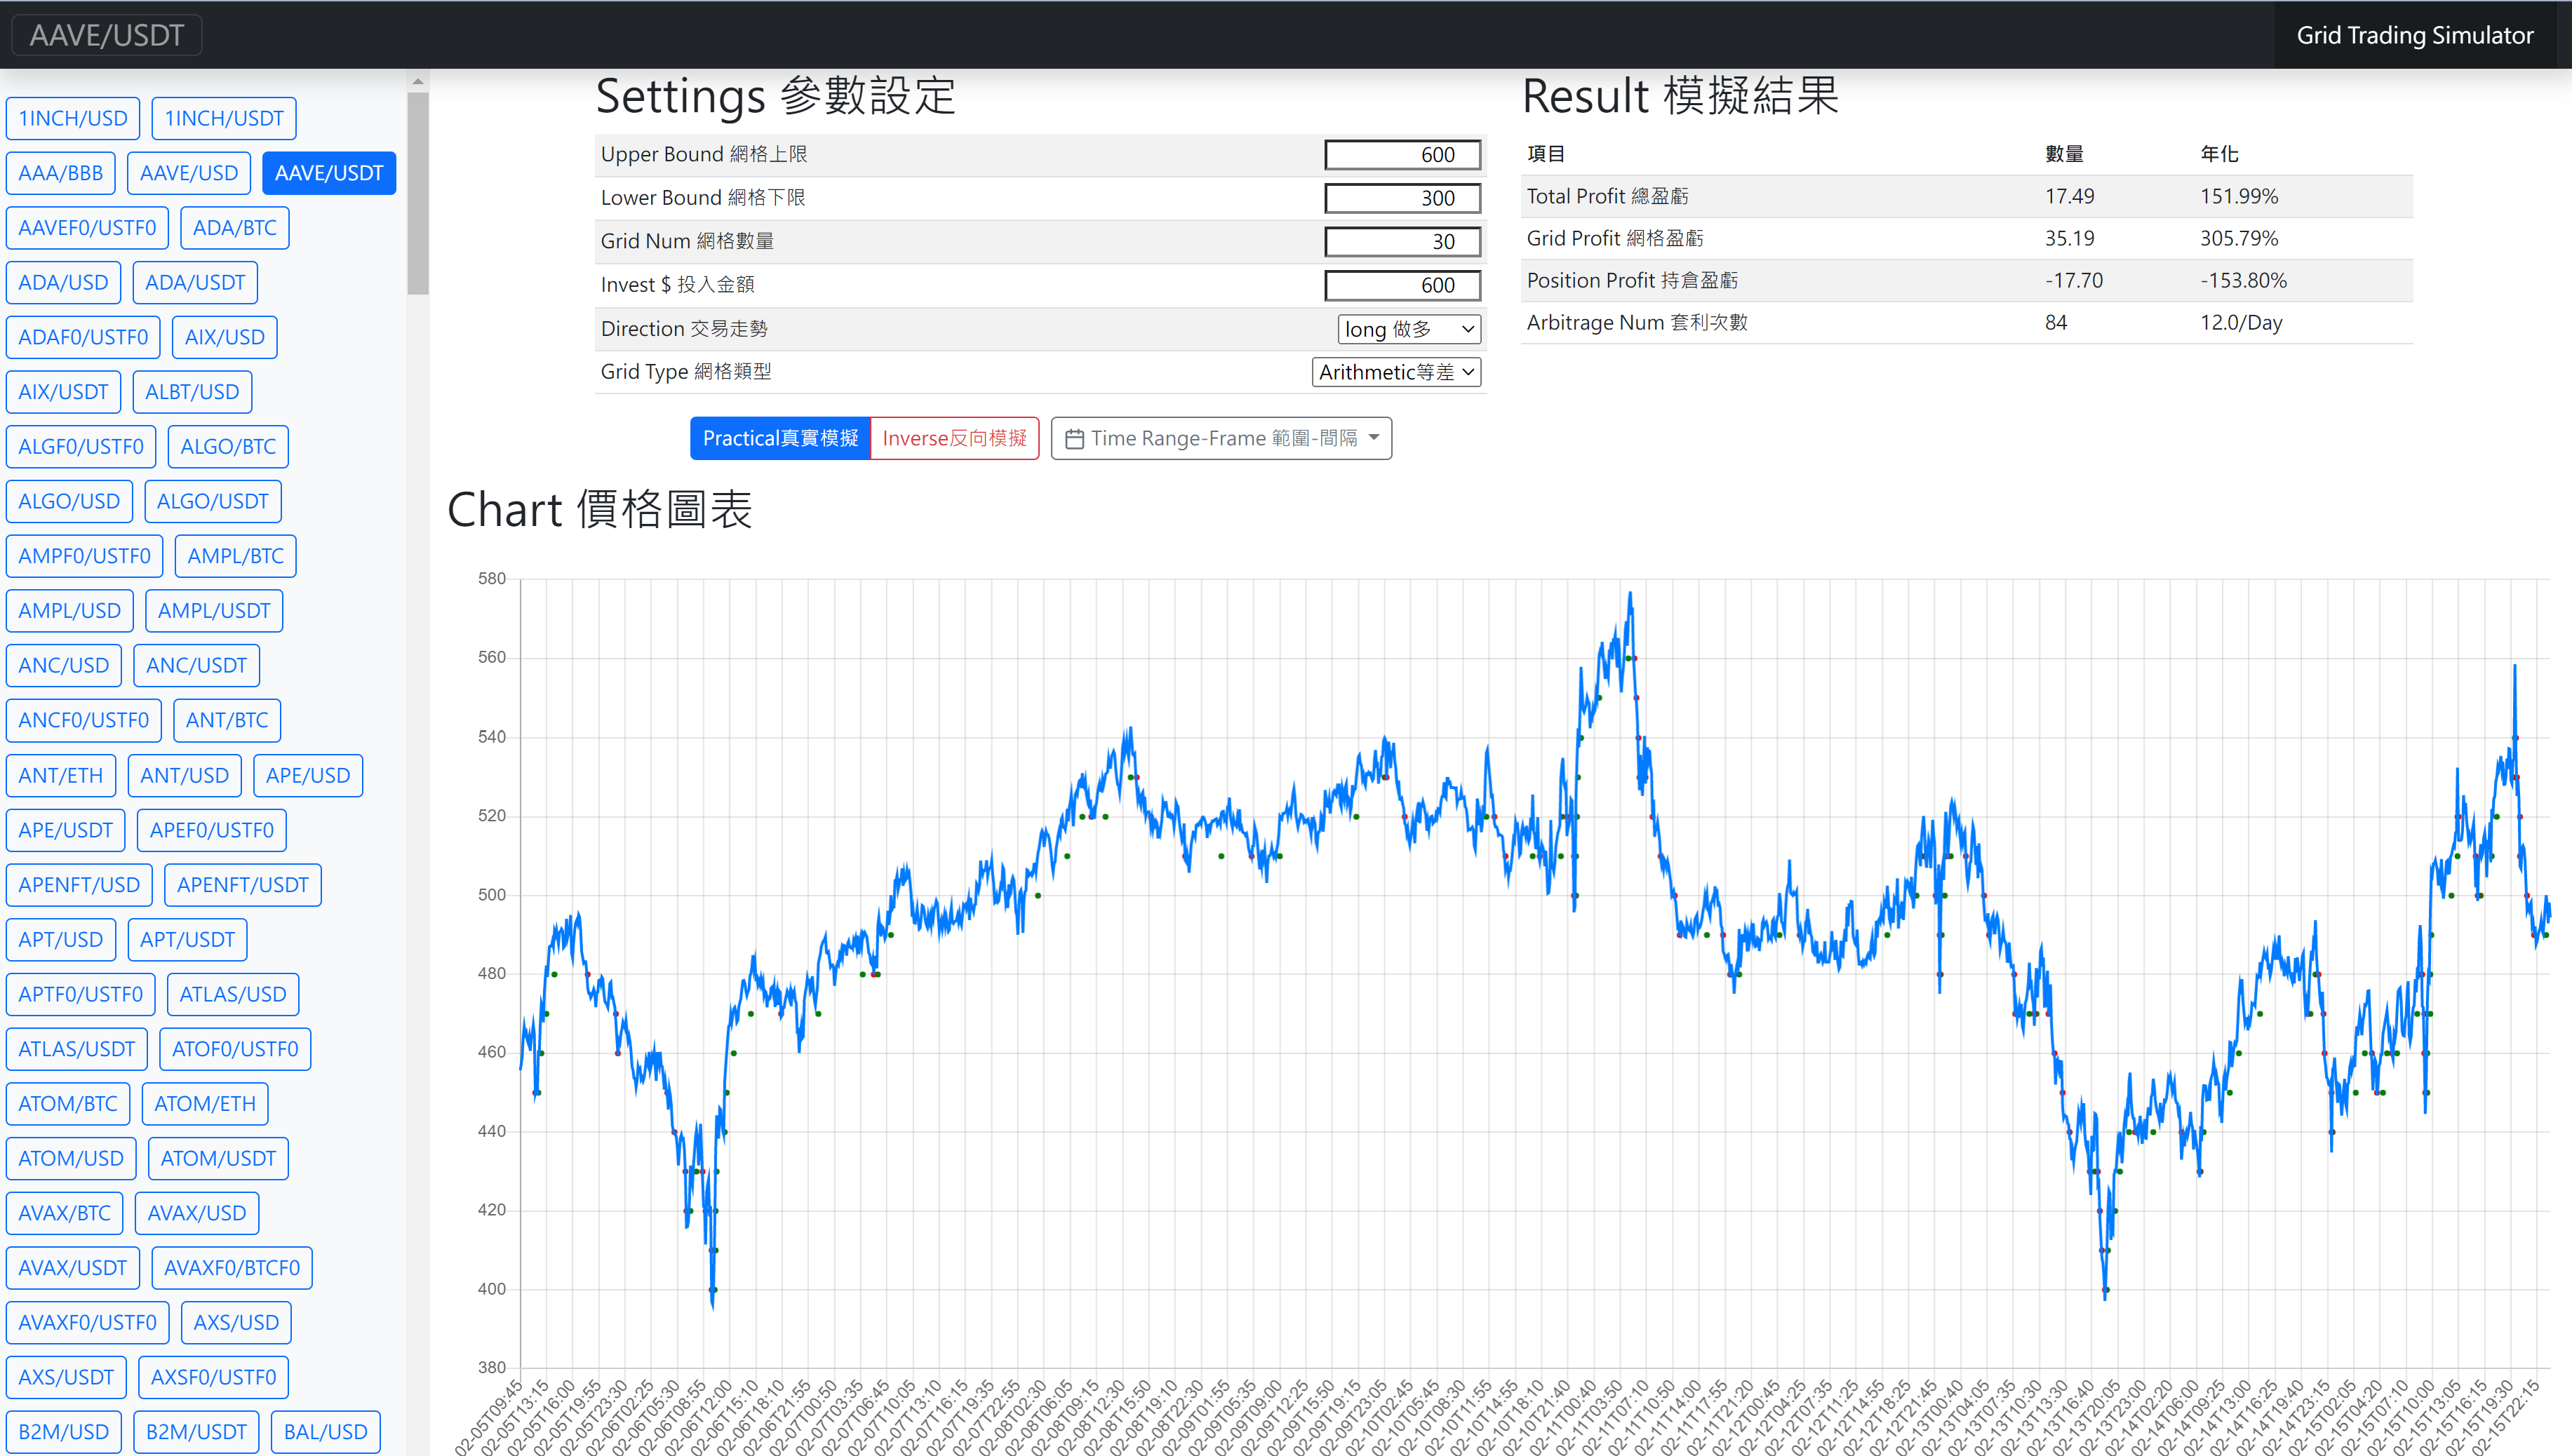 AAVE/USDT
Grid Trading Simulator
1INCH/USD 1INCH/USDT
AAA/BBB AAVE/USD AAVE/USDT
AAVEF0/USTF0 ADA/BTC
ADA/USD ADA/USDT
ADAF0/USTF0 AIX/USD
AIX/USDT ALBT/USD
ALGF0/USTF0 ALGO/BTC
ALGO/USD ALGO/USDT
AMPF0/USTF0 AMPL/BTC
AMPL/USD AMPL/USDT
ANC/USD ANC/USDT
ANCF0/USTF0 ANT/BTC
ANT/ETH ANT/USD APE/USD
APE/USDT APEF0/USTF0
APENFT/USD APENFT/USDT
APT/USD APT/USDT
APTF0/USTF0 ATLAS/USD
ATLAS/USDT ATOF0/USTF0
ATOM/BTC ATOM/ETH
ATOM/USD ATOM/USDT
AVAX/BTC AVAX/USD
AVAX/USDT AVAXF0/BTCF0
AVAXF0/USTF0 AXS/USD
AXS/USDT AXSF0/USTF0
B2M/USD B2M/USDT BAL/USD
Settings 參數設定
Upper Bound 網格上限 600
Lower Bound 網格下限 300
Grid Num 網格數量 30
Invest $ 投入金額 600
Direction 交易走勢 long 做多
Grid Type 網格類型 Arithmetic等差
Practical真實模擬 Inverse反向模擬 Time Range-Frame 範圍-間隔
Result 模擬結果
項目 數量 年化
Total Profit 總盈虧 17.49 151.99%
Grid Profit 網格盈虧 35.19 305.79%
Position Profit 持倉盈虧 -17.70 -153.80%
Arbitrage Num 套利次數 84 12.0/Day
Chart 價格圖表
580
560
540
520
500
480
460
440
420
400
380
02-05T09:45
02-05T13:15
02-05T16:00
02-05T19:55
02-05T23:30
02-06T02:25
02-06T05:30
02-06T08:55
02-06T12:00
02-06T15:10
02-06T18:10
02-06T21:55
02-07T00:50
02-07T03:35
02-07T06:45
02-07T10:05
02-07T13:10
02-07T16:15
02-07T19:35
02-07T22:55
02-08T02:30
02-08T06:05
02-08T09:15
02-08T12:30
02-08T15:50
02-08T19:10
02-08T22:30
02-09T01:55
02-09T05:35
02-09T09:00
02-09T12:25
02-09T15:50
02-09T19:15
02-09T23:05
02-10T02:45
02-10T05:45
02-10T08:30
02-10T11:55
02-10T14:55
02-10T18:10
02-10T21:40
02-11T00:40
02-11T03:50
02-11T07:10
02-11T10:50
02-11T14:00
02-11T17:55
02-11T21:20
02-12T00:45
02-12T04:25
02-12T07:35
02-12T11:25
02-12T14:55
02-12T18:25
02-12T21:45
02-13T00:40
02-13T04:05
02-13T07:35
02-13T10:30
02-13T13:30
02-13T16:40
02-13T20:05
02-13T23:00
02-14T02:20
02-14T06:00
02-14T09:25
02-14T13:00
02-14T16:25
02-14T19:40
02-14T23:15
02-15T02:05
02-15T04:20
02-15T07:10
02-15T10:00
02-15T13:05
02-15T16:15
02-15T19:30
02-15T22:15